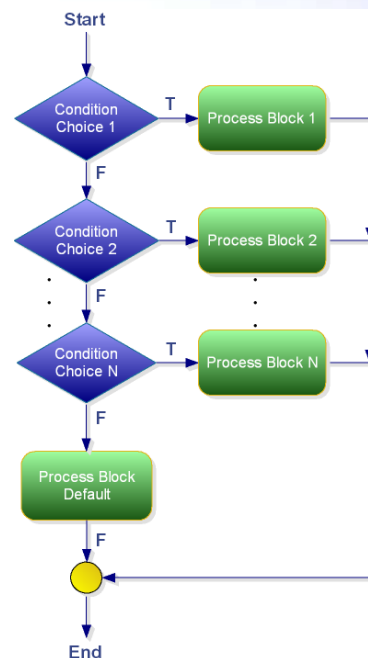 Start
Condition
Choice 1
T
Process Block 1
F
Condition
Choice 2
T
Process Block 2
F
Condition
Choice N
T
Process Block N
F
Process Block
Default
F
End